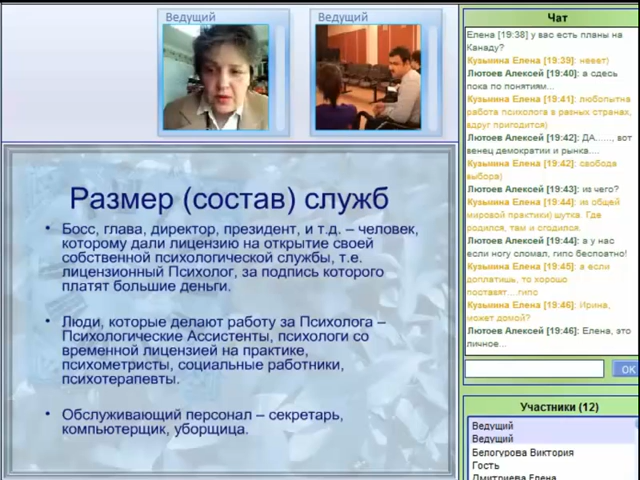 Ведущий
Ведущий
Размер (состав) служб
• Босс, глава, директор, президент, и т.д. – человек,
которому дали лицензию на открытие своей
собственной психологической службы, т.е.
лицензионный Психолог, за подпись которого
платят большие деньги.
• Люди, которые делают работу за Психолога –
Психологические Ассистенты, психологи со
временной лицензией на практике,
психометристы, социальные работники,
психотерапевты.
• Обслуживающий персонал – секретарь,
компьютерщик, уборщица.
Чат
Елена [19:38] у вас есть планы на
Канаду?
Кузьмина Елена [19:39]: нееет)
Лютоев Алексей [19:40]: а здесь
пока по понятиям...
Кузьмина Елена [19:41]: любопытна
работа психолога в разных странах,
вдруг пригодится)
Лютоев Алексей [19:42]: ДА......, вот
венец демократии и рынка....
Кузьмина Елена [19:42]: свобода
выбора)
Лютоев Алексей [19:43]: из чего?
Кузьмина Елена [19:44]: из общей
мировой практики) шутка. Где
родился, там и сгодился.
Лютоев Алексей [19:44]: а у нас
если ногу сломал, гипс бесплатно!
Кузьмина Елена [19:45]: а если
доплатишь, то хорошо
поставят....гипс
Кузьмина Елена [19:46]: Ирина,
может домой?
Лютоев Алексей [19:46]: Елена, это
личное...
ОК
Участники (12)
Ведущий
Ведущий
Белогурова Виктория
Гость
Дмитриева Елена